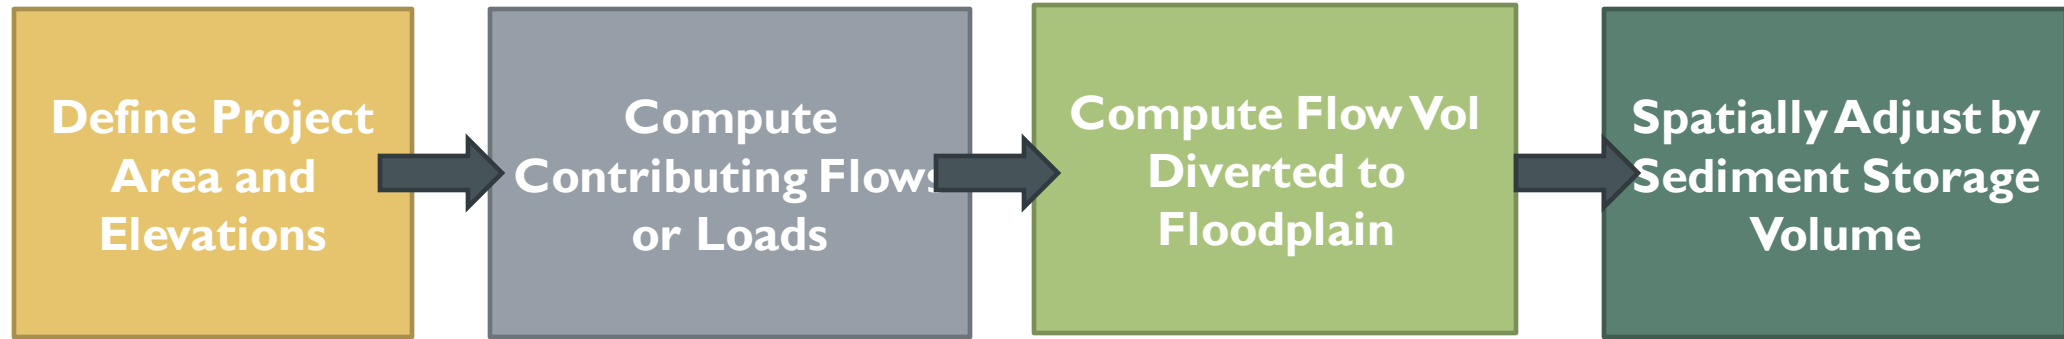 Define Project
Area and
Elevations
Compute
Contributing Flows
or Loads
Compute Flow Vol
Diverted to
Floodplain
Spatially Adjust by
Sediment Storage
Volume